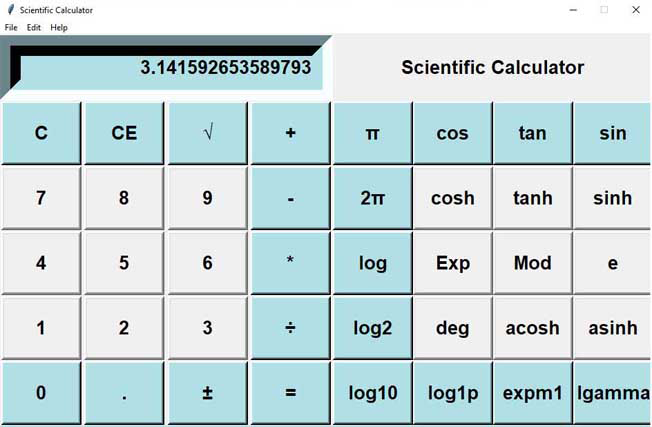 Scientific Calculator
File Edit Help
3.141592653589793 Scientific Calculator
C CE √ + π cos tan sin
7 8 9 - 2π cosh tanh sinh
4 5 6 * log Exp Mod e
1 2 3 ÷ log2 deg acosh asinh
0 . ± = log10 log1p expm1 lgamma